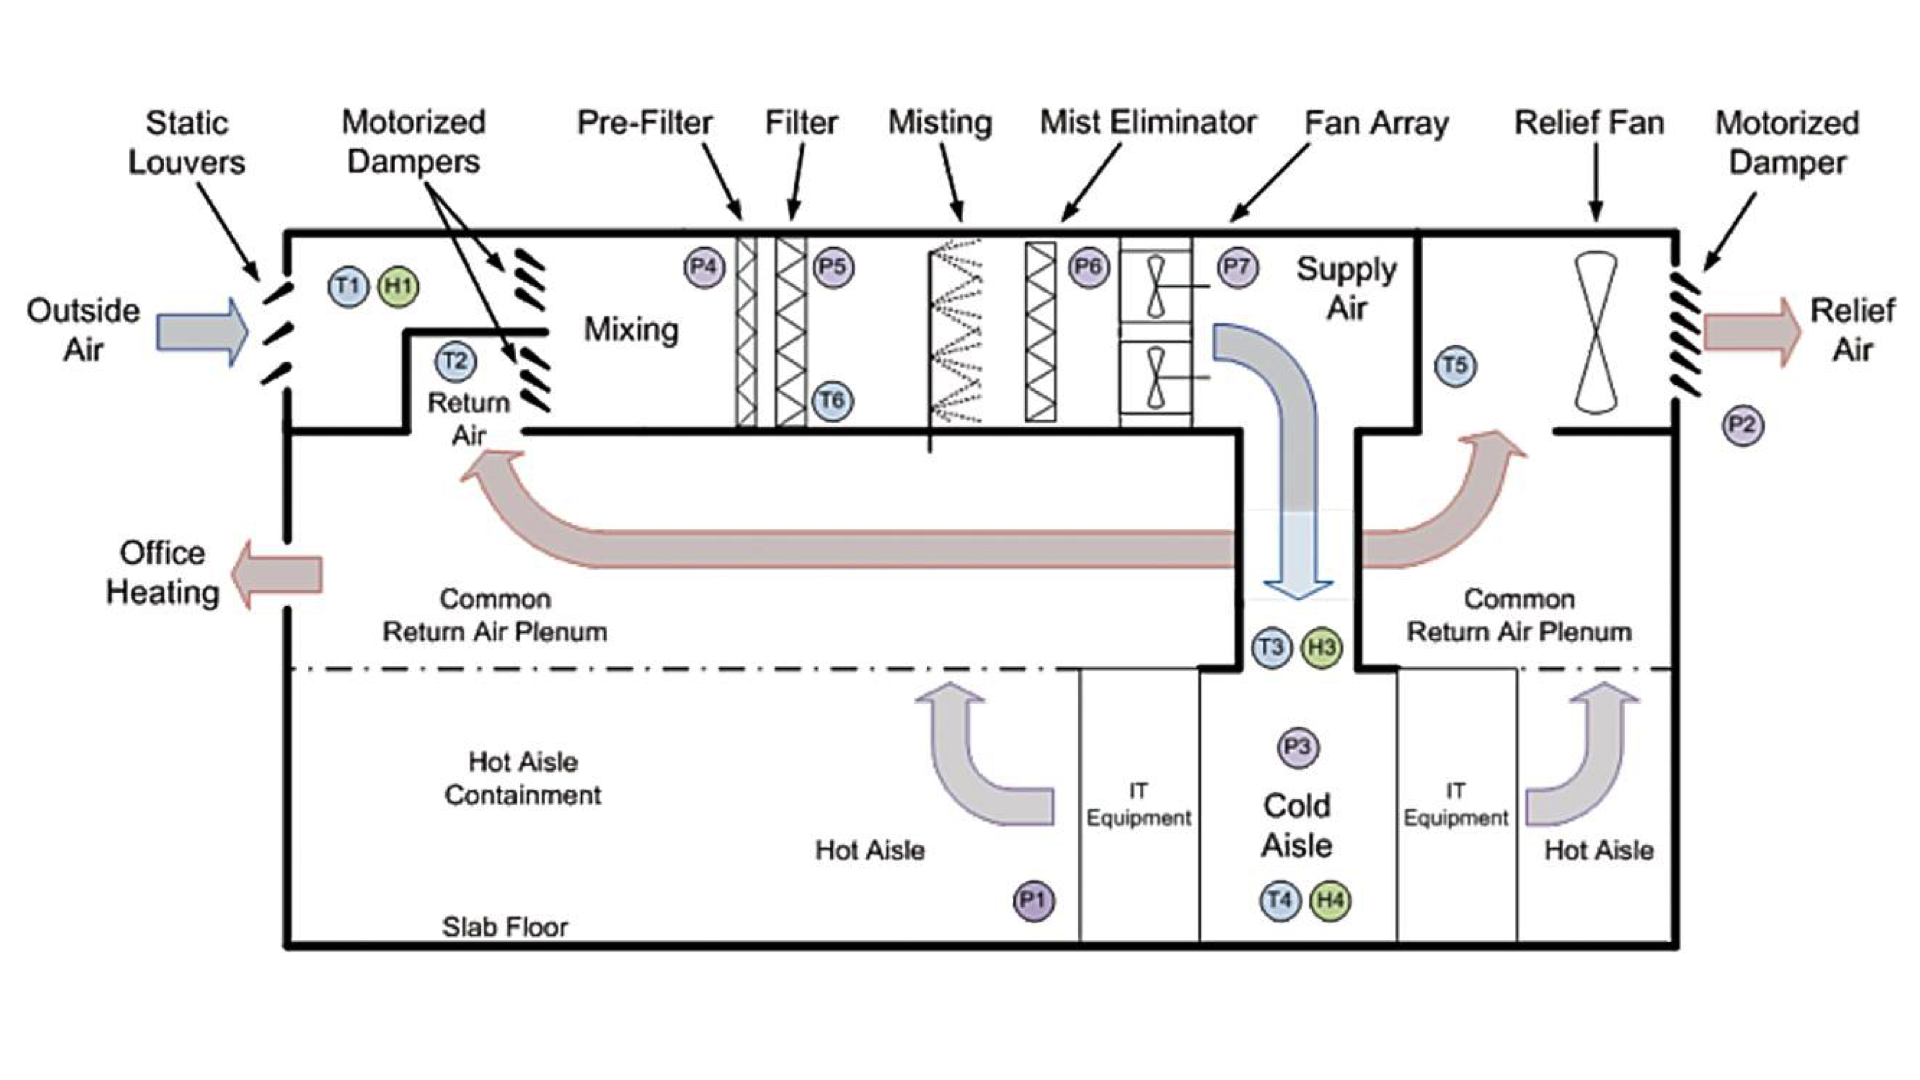 Static
Louvers
Motorized
Dampers
Pre-Filter
Filter
Misting
Mist Eliminator
Fan Array
Relief Fan
Motorized
Damper
Outside
Air
T1
H1
T2
Return
Air
Mixing
P4
P5
T6
P6
P7
Supply
Air
T5
Relief
Air
P2
Office
Heating
Common
Return Air Plenum
T3
H3
Common
Return Air Plenum
Hot Aisle
Containment
Hot Aisle
P1
Slab Floor
IT
Equipment
P3
Cold
Aisle
T4
H4
IT
Equipment
Hot Aisle